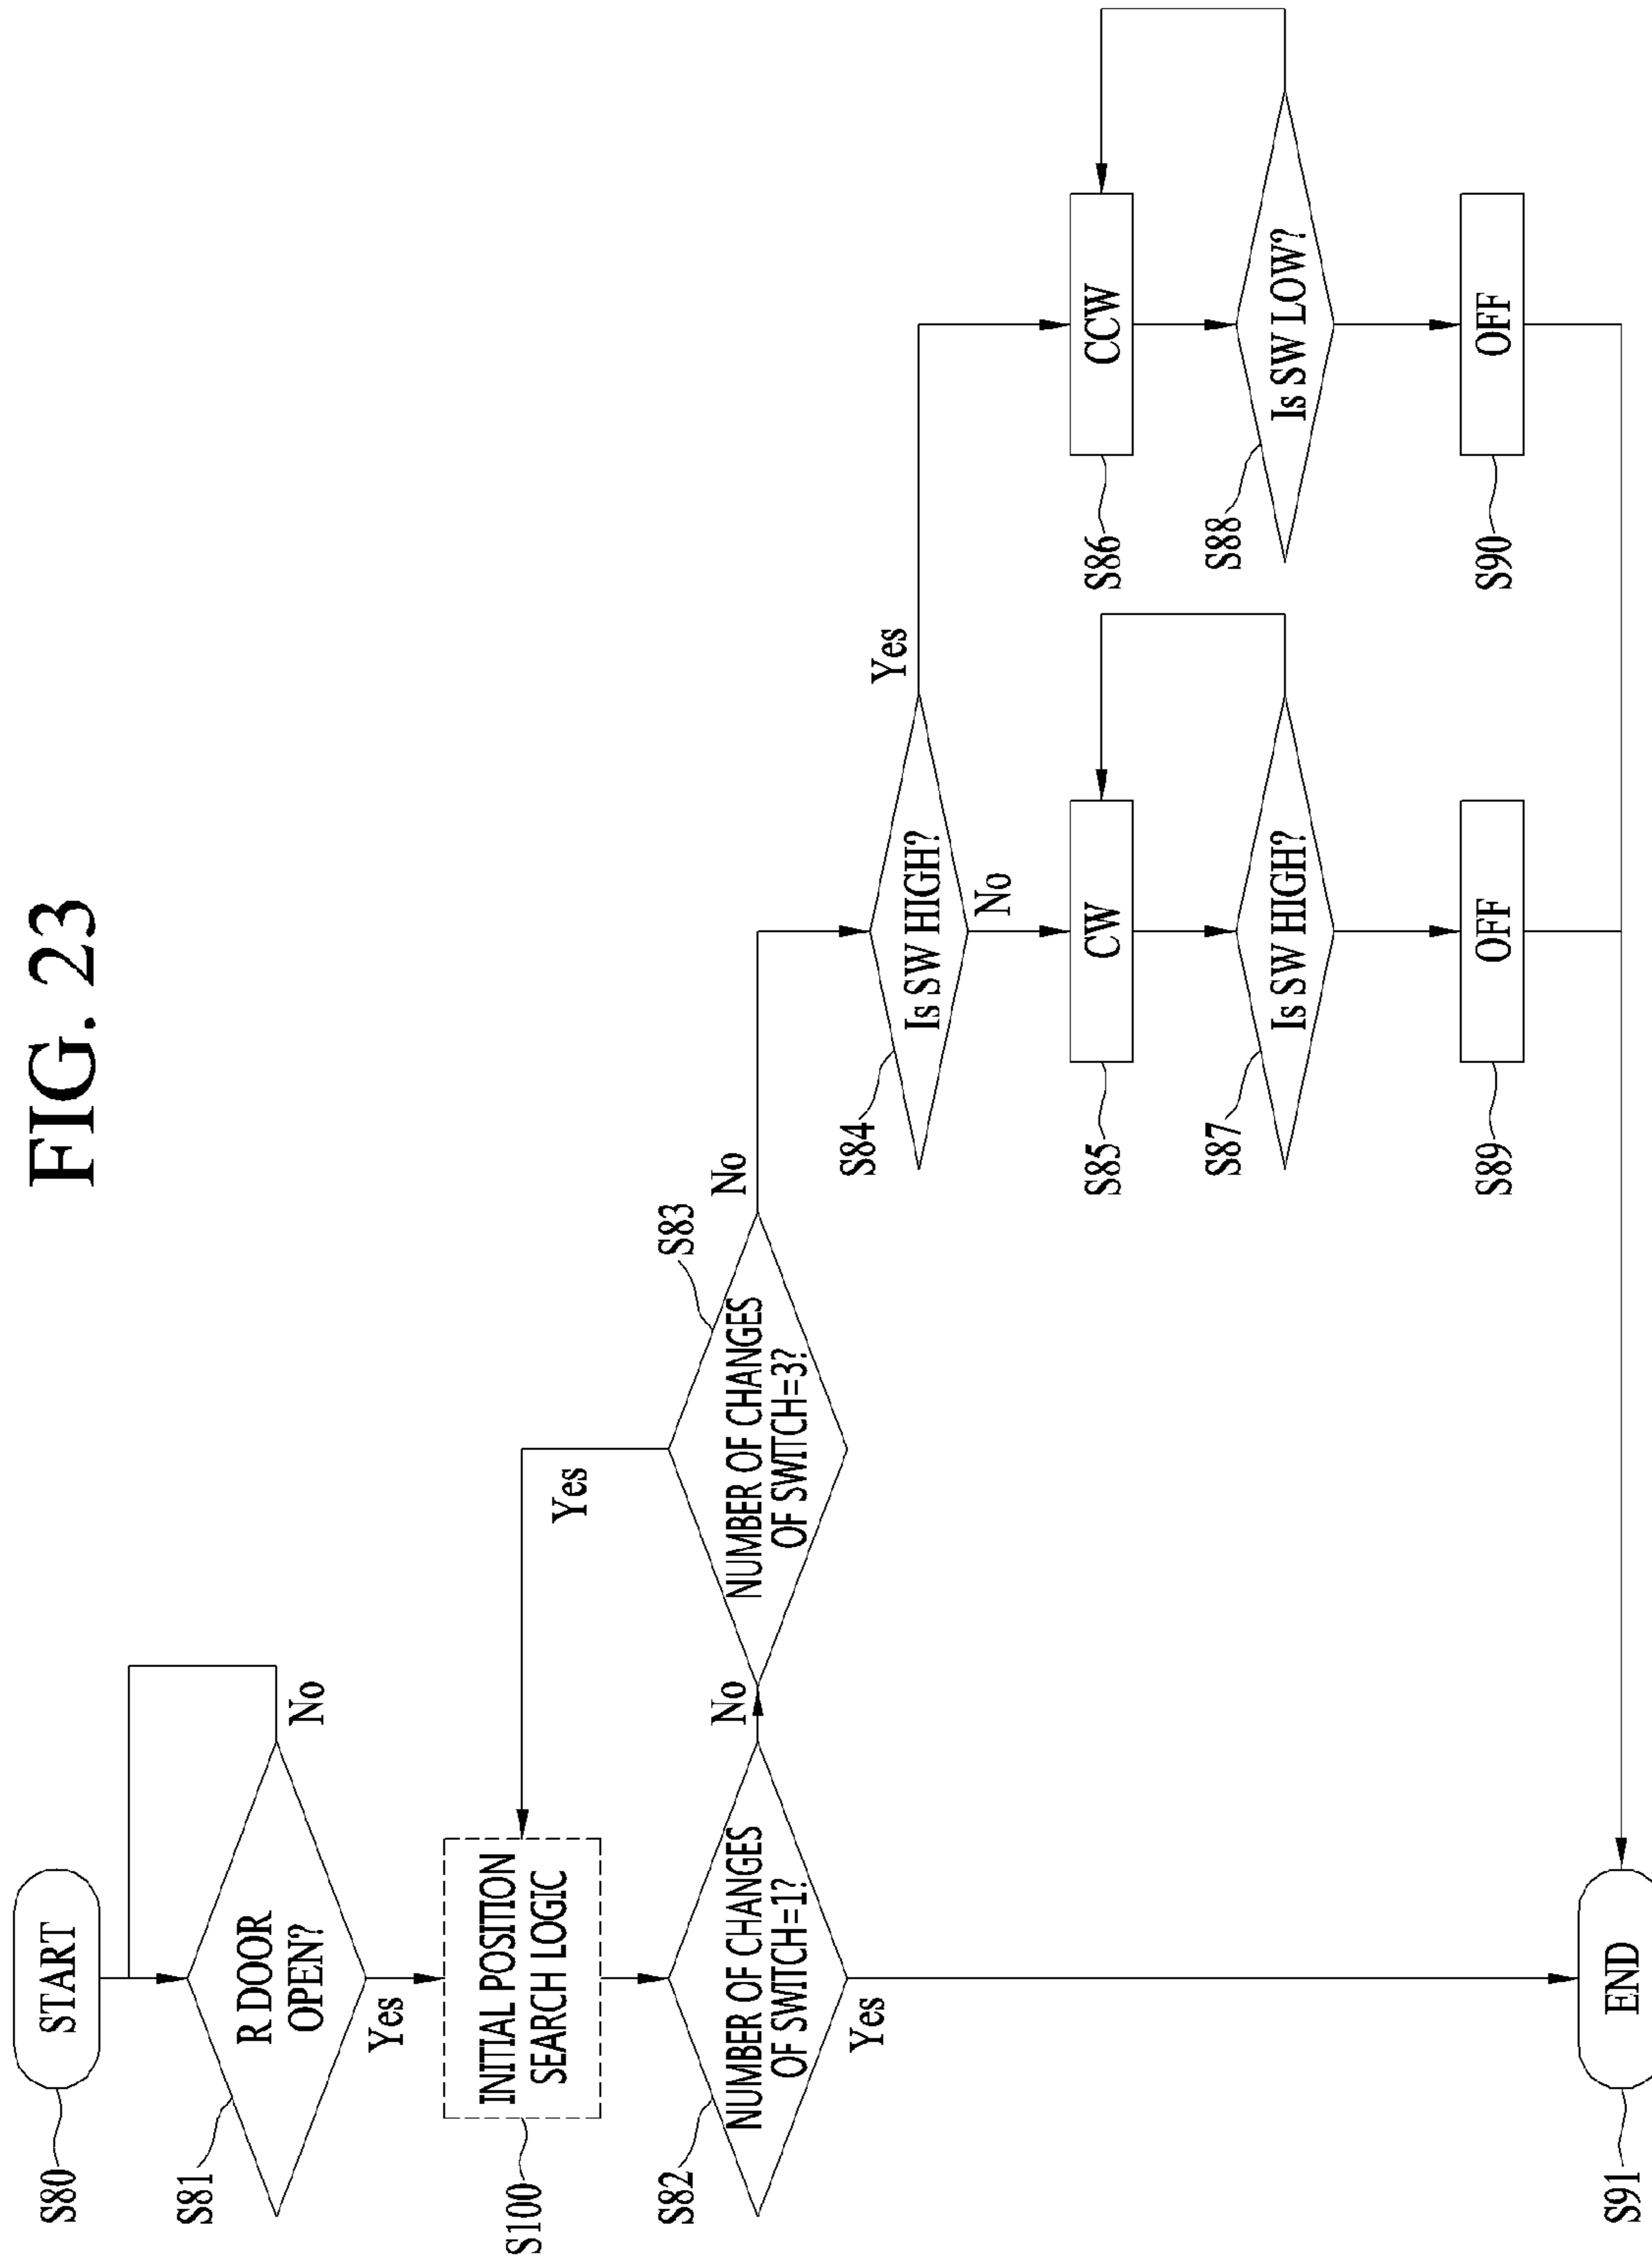 FIG. 23
START
S80
R DOOR
OPEN?
S81
No
Yes
INITIAL POSITION
SEARCH LOGIC
S100
NUMBER OF CHANGES
OF SWITCH=1?
S82
No
Yes
NUMBER OF CHANGES
OF SWITCH=3?
S83
Yes
No
Is SW HIGH?
S84
Yes
No
CW
S85
CCW
S86
Is SW HIGH?
S87
Is SW LOW?
S88
OFF
S89
OFF
S90
END
S91